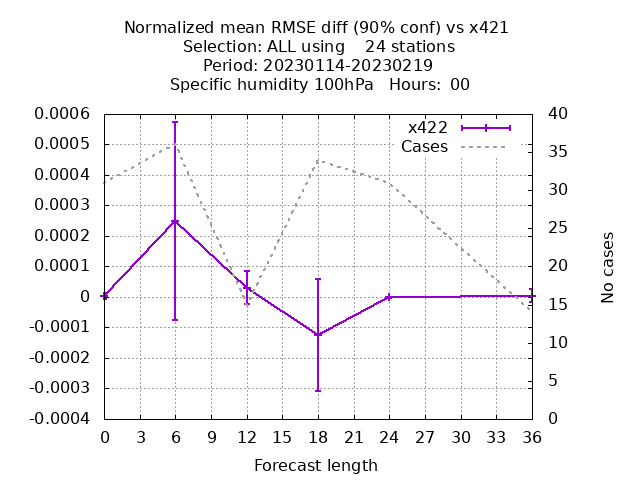 Normalized mean RMSE diff (90% conf) vs x421
Selection: ALL using    24 stations
Period: 20230114-20230219
Specific humidity 100hPa   Hours:  00
x422
Cases
0.0006
0.0005
0.0004
0.0003
0.0002
0.0001
0
-0.0001
-0.0002
-0.0003
-0.0004
40
35
30
25
20
15
10
5
0
No cases
0 3 6 9 12 15 18 21 24 27 30 33 36
Forecast length